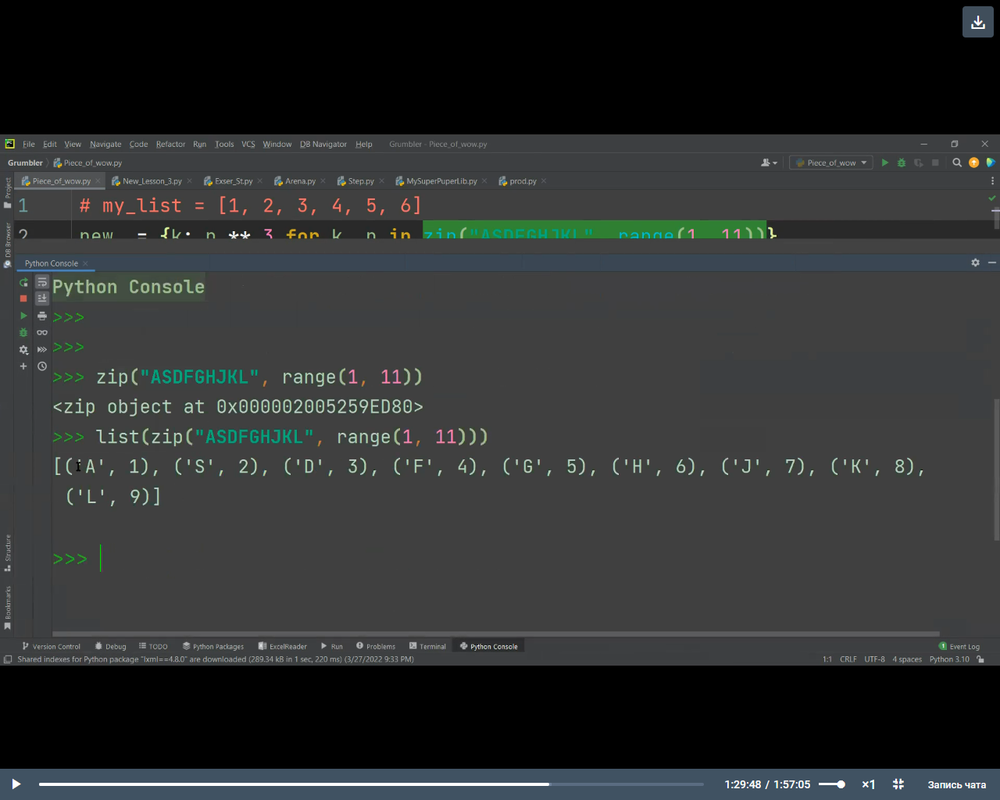 File Edit View Navigate Code Refactor Run Tools VCS Window DB Navigator Help Grumbler - Piece_of_wow.py
Grumbler Piece_of_wow.py Piece_of_wow
Piece_of_wow.py New_Lesson_3.py Exser_St.py Arena.py Step.py MySuperPuperLib.py prod.py
Project
DB Browser
1 # my_list = [1, 2, 3, 4, 5, 6]
2 new_ = {k: n ** 3 for k, n in zip("ASDFGHJKL", range(1, 11))}
Python Console
Python Console
>>>
>>>
>>> zip("ASDFGHJKL", range(1, 11))
<zip object at 0x000002005259ED80>
>>> list(zip("ASDFGHJKL", range(1, 11)))
[('A', 1), ('S', 2), ('D', 3), ('F', 4), ('G', 5), ('H', 6), ('J', 7), ('K', 8),
('L', 9)]
>>>
Structure
Bookmarks
Version Control Debug TODO Python Packages ExcelReader Run Problems Terminal Python Console 1 Event Log
Shared indexes for Python package "lxml==4.8.0" are downloaded (289.34 kB in 1 sec, 220 ms) (3/27/2022 9:33 PM) 1:1 CRLF UTF-8 4 spaces Python 3.10
1:29:48 / 1:57:05 ×1 Запись чата